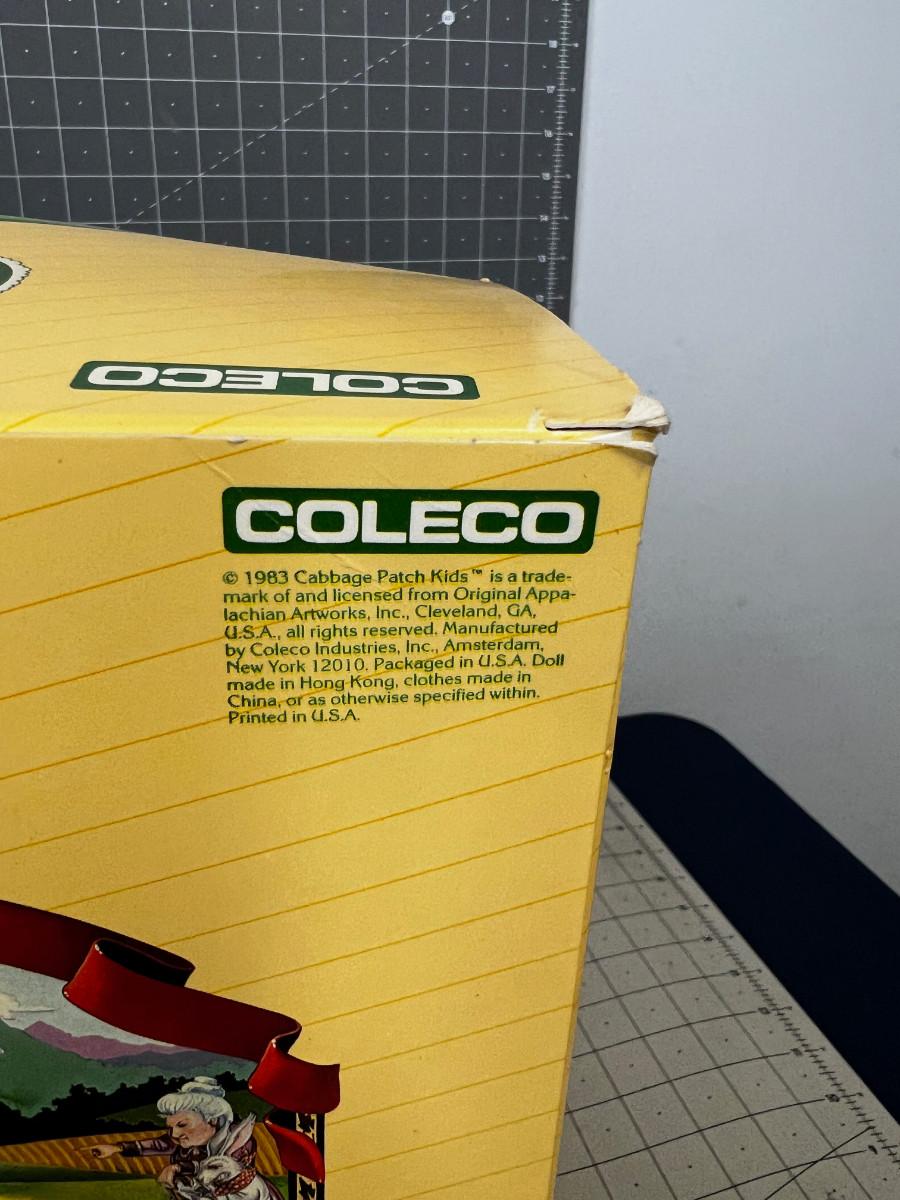 COLECO
COLECO
© 1983 Cabbage Patch Kids™ is a trade-
mark of and licensed from Original Appa-
lachian Artworks, Inc., Cleveland, GA,
U.S.A., all rights reserved. Manufactured
by Coleco Industries, Inc., Amsterdam,
New York 12010. Packaged in U.S.A. Doll
made in Hong Kong, clothes made in
China, or as otherwise specified within.
Printed in U.S.A.